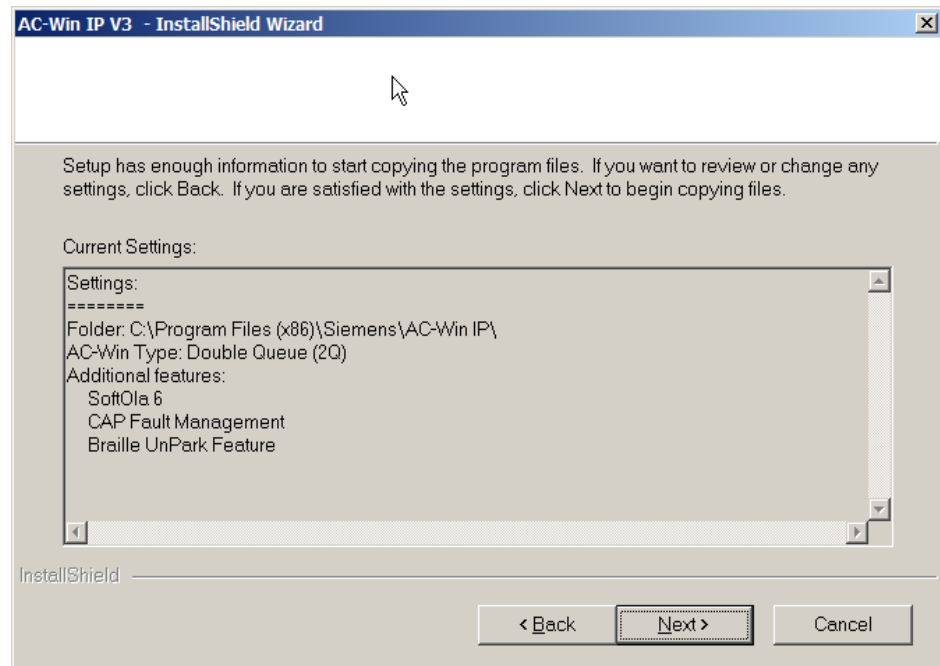 AC-Win IP V3 - InstallShield Wizard
Setup has enough information to start copying the program files. If you want to review or change any
settings, click Back. If you are satisfied with the settings, click Next to begin copying files.
Current Settings:
Settings:
========
Folder: C:\Program Files (x86)\Siemens\AC-Win IP\
AC-Win Type: Double Queue (2Q)
Additional features:
SoftOla 6
CAP Fault Management
Braille UnPark Feature
InstallShield
< Back
Next >
Cancel